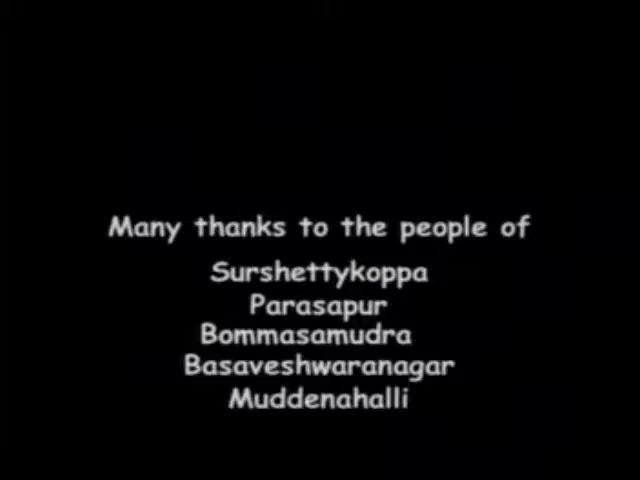 Many thanks to the people of
Surshettykoppa
Parasapur
Bommasamudra
Basaveshwaranagar
Muddenahalli